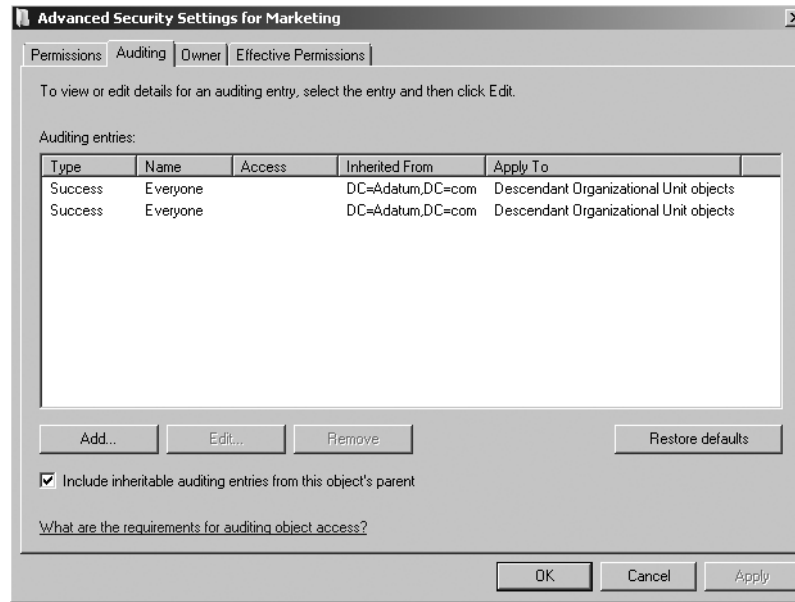 Advanced Security Settings for Marketing
Permissions Auditing Owner Effective Permissions
To view or edit details for an auditing entry, select the entry and then click Edit.
Auditing entries:
Type Name Access Inherited From Apply To
Success Everyone DC=Adatum,DC=com Descendant Organizational Unit objects
Success Everyone DC=Adatum,DC=com Descendant Organizational Unit objects
Add... Edit... Remove Restore defaults
Include inheritable auditing entries from this object's parent
What are the requirements for auditing object access?
OK Cancel Apply